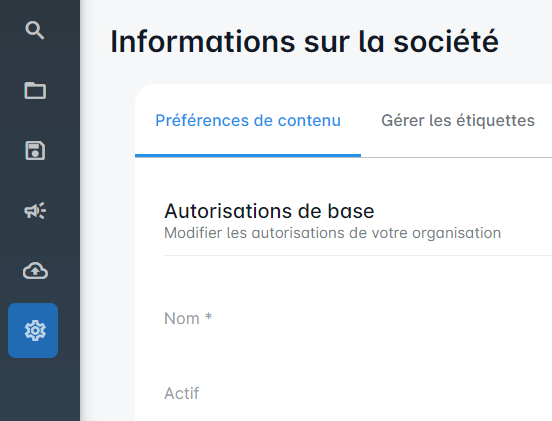 Informations sur la société
Préférences de contenu
Gérer les étiquettes
Autorisations de base
Modifier les autorisations de votre organisation
Nom *
Actif